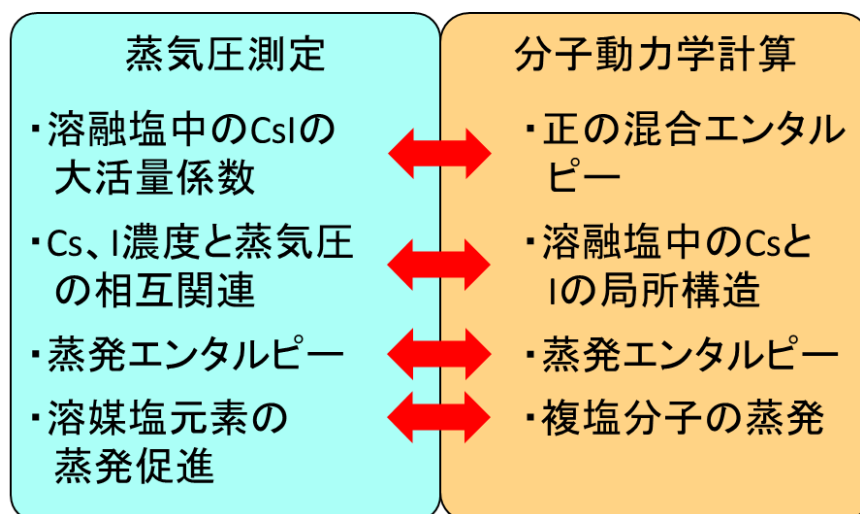 蒸気圧測定
・溶融塩中のCsIの
大活量係数
・Cs、I濃度と蒸気圧
の相互関連
・蒸発エンタルピー
・溶媒塩元素の
蒸発促進
分子動力学計算
・正の混合エンタル
ピー
・溶融塩中のCsと
Iの局所構造
・蒸発エンタルピー
・複塩分子の蒸発